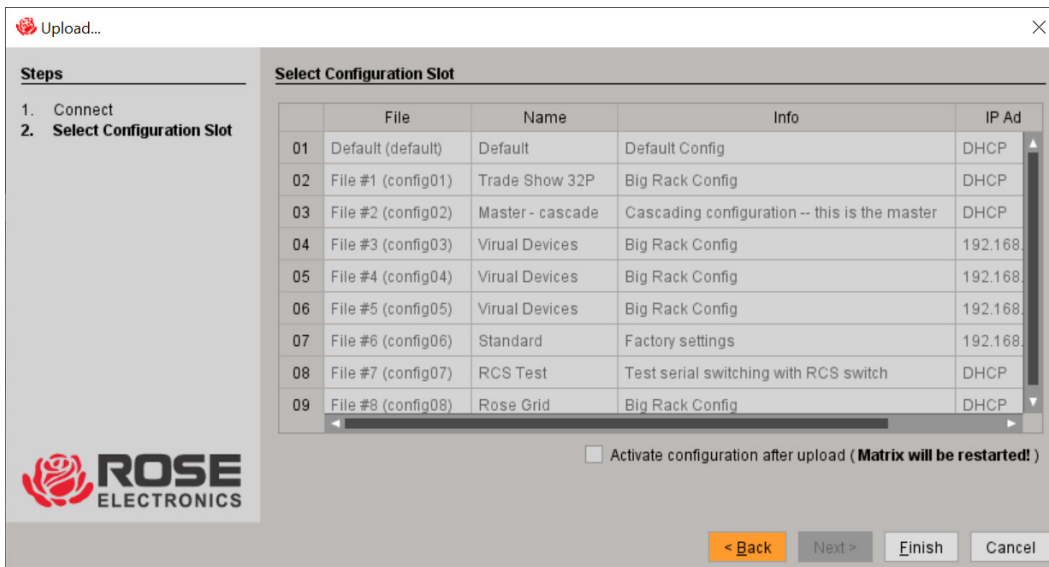 Upload...
Steps
1. Connect
2. Select Configuration Slot
Select Configuration Slot
File Name Info IP Ad
01 Default (default) Default Default Config DHCP
02 File #1 (config01) Trade Show 32P Big Rack Config DHCP
03 File #2 (config02) Master - cascade Cascading configuration -- this is the master DHCP
04 File #3 (config03) Virual Devices Big Rack Config 192.168.
05 File #4 (config04) Virual Devices Big Rack Config 192.168.
06 File #5 (config05) Virual Devices Big Rack Config 192.168.
07 File #6 (config06) Standard Factory settings 192.168.
08 File #7 (config07) RCS Test Test serial switching with RCS switch DHCP
09 File #8 (config08) Rose Grid Big Rack Config DHCP
Activate configuration after upload ( Matrix will be restarted! )
ROSE
ELECTRONICS
< Back Next > Finish Cancel